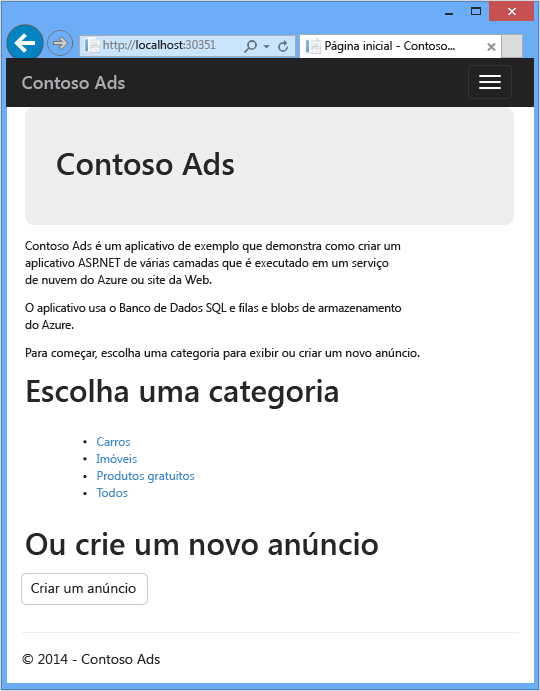 http://localhost:30351
Página inicial - Contoso...
Contoso Ads
Contoso Ads
Contoso Ads é um aplicativo de exemplo que demonstra como criar um
aplicativo ASP.NET de várias camadas que é executado em um serviço
de nuvem do Azure ou site da Web.
O aplicativo usa o Banco de Dados SQL e filas e blobs de armazenamento
do Azure.
Para começar, escolha uma categoria para exibir ou criar um novo anúncio.
Escolha uma categoria
• Carros
• Imóveis
• Produtos gratuitos
• Todos
Ou crie um novo anúncio
Criar um anúncio
© 2014 - Contoso Ads